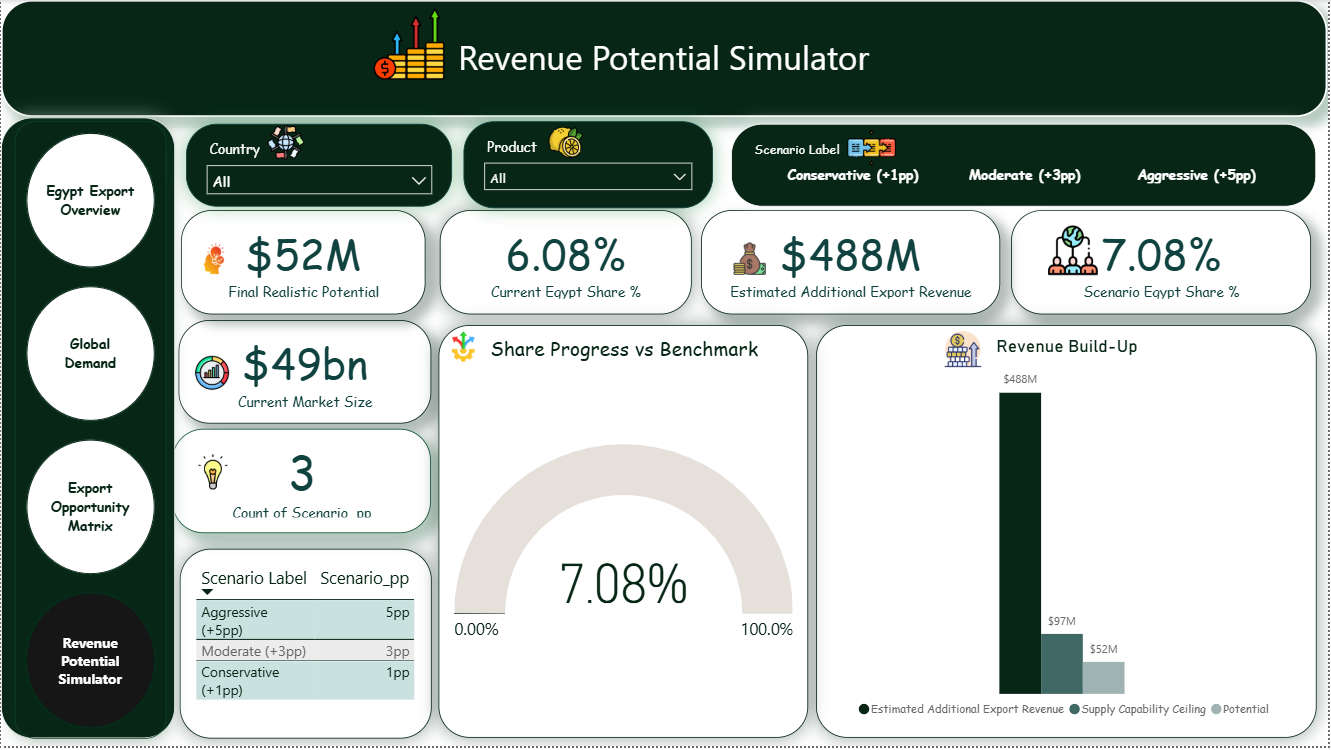 Revenue Potential Simulator
Egypt Export
Overview
Global
Demand
Export
Opportunity
Matrix
Revenue
Potential
Simulator
Country
All
Product
All
Scenario Label
Conservative (+1pp)
Moderate (+3pp)
Aggressive (+5pp)
$52M
Final Realistic Potential
6.08%
Current Egypt Share %
$488M
Estimated Additional Export Revenue
7.08%
Scenario Egypt Share %
$49bn
Current Market Size
3
Count of Scenario_pp
Scenario Label Scenario_pp
Aggressive
(+5pp) 5pp
Moderate (+3pp) 3pp
Conservative
(+1pp) 1pp
Share Progress vs Benchmark
7.08%
0.00% 100.0%
Revenue Build-Up
$488M
$97M
$52M
Estimated Additional Export Revenue Supply Capability Ceiling Potential